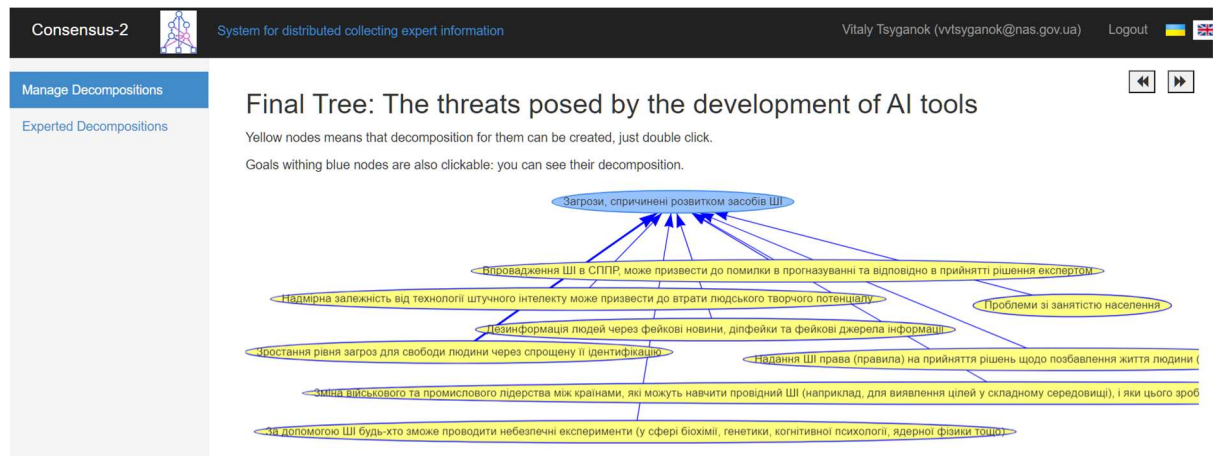 Consensus-2
System for distributed collecting expert information
Vitaly Tsyganok (vvtsyganok@nas.gov.ua)
Logout
Manage Decompositions
Experted Decompositions
Final Tree: The threats posed by the development of AI tools
Yellow nodes means that decomposition for them can be created, just double click.
Goals withing blue nodes are also clickable: you can see their decomposition.
Загрози, спричинені розвитком засобів ШІ
Впровадження ШІ в СППР, може призвести до помилки в прогнозуванні та відповідно в прийнятті рішення експертом
Надмірна залежність від технології штучного інтелекту може призвести до втрати людського творчого потенціалу
Проблеми зі занятістю населення
Дезинформація людей через фейкові новини, діпфейки та фейкові джерела інформації
Зростання рівня загроз для свободи людини через спрощену її ідентифікацію
Надання ШІ права (правила) на прийняття рішень щодо позбавлення життя людини (
Зміна військового та промислового лідерства між країнами, які можуть навчити провідний ШІ (наприклад, для виявлення цілей у складному середовищі), і яки цього зроб
За допомогою ШІ будь-хто зможе проводити небезпечні експерименти (у сфері біохімії, генетики, когнітивної психології, ядерної фізики тощо)